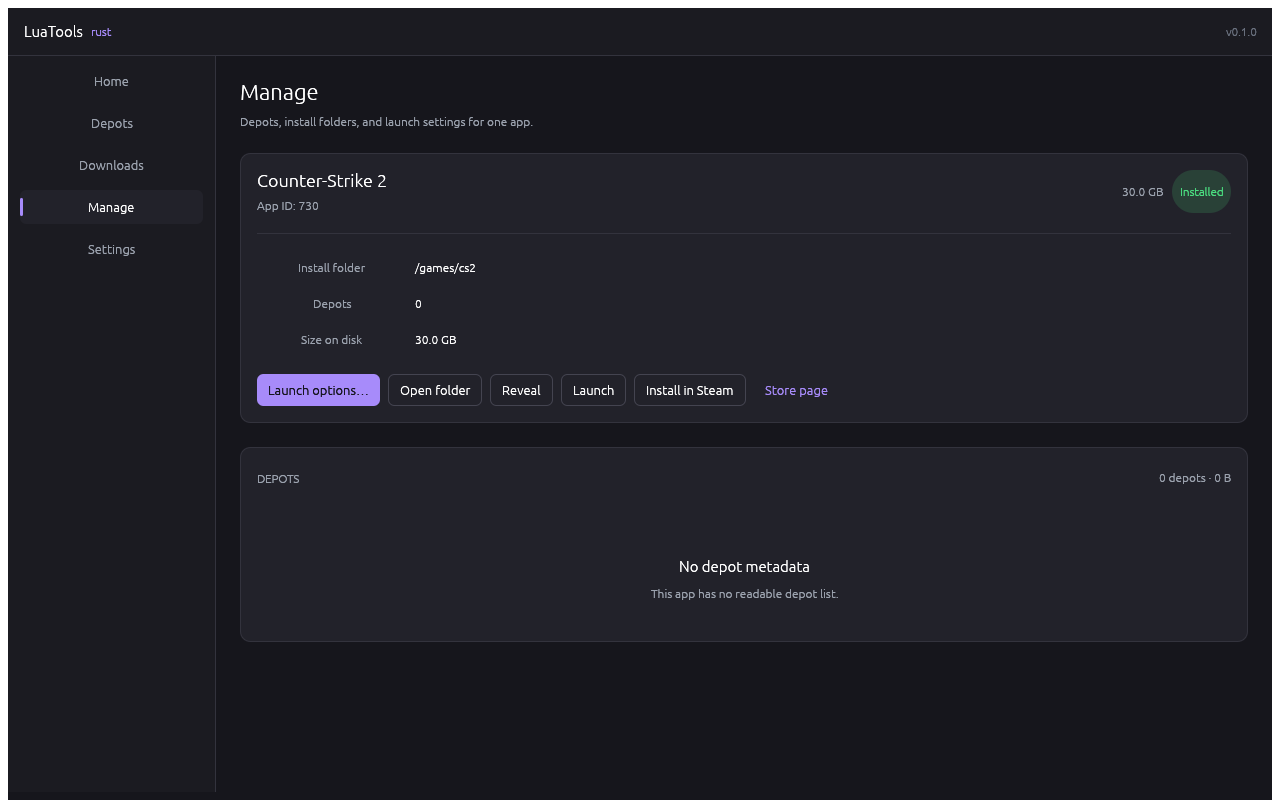 LuaTools rust
v0.1.0
Home
Depots
Downloads
Manage
Settings
Manage
Depots, install folders, and launch settings for one app.
Counter-Strike 2
App ID: 730
30.0 GB
Installed
Install folder /games/cs2
Depots 0
Size on disk 30.0 GB
Launch options… Open folder Reveal Launch Install in Steam Store page
DEPOTS
0 depots · 0 B
No depot metadata
This app has no readable depot list.